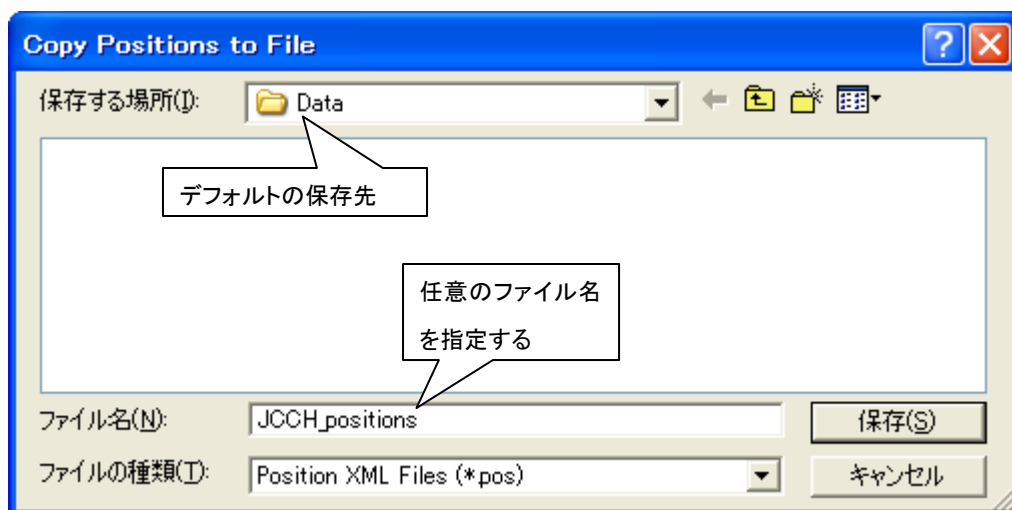 Copy Positions to File
保存する場所(I):
Data
デフォルトの保存先
任意のファイル名
を指定する
ファイル名(N):
JCCH_positions
保存(S)
ファイルの種類(T):
Position XML Files (*.pos)
キャンセル